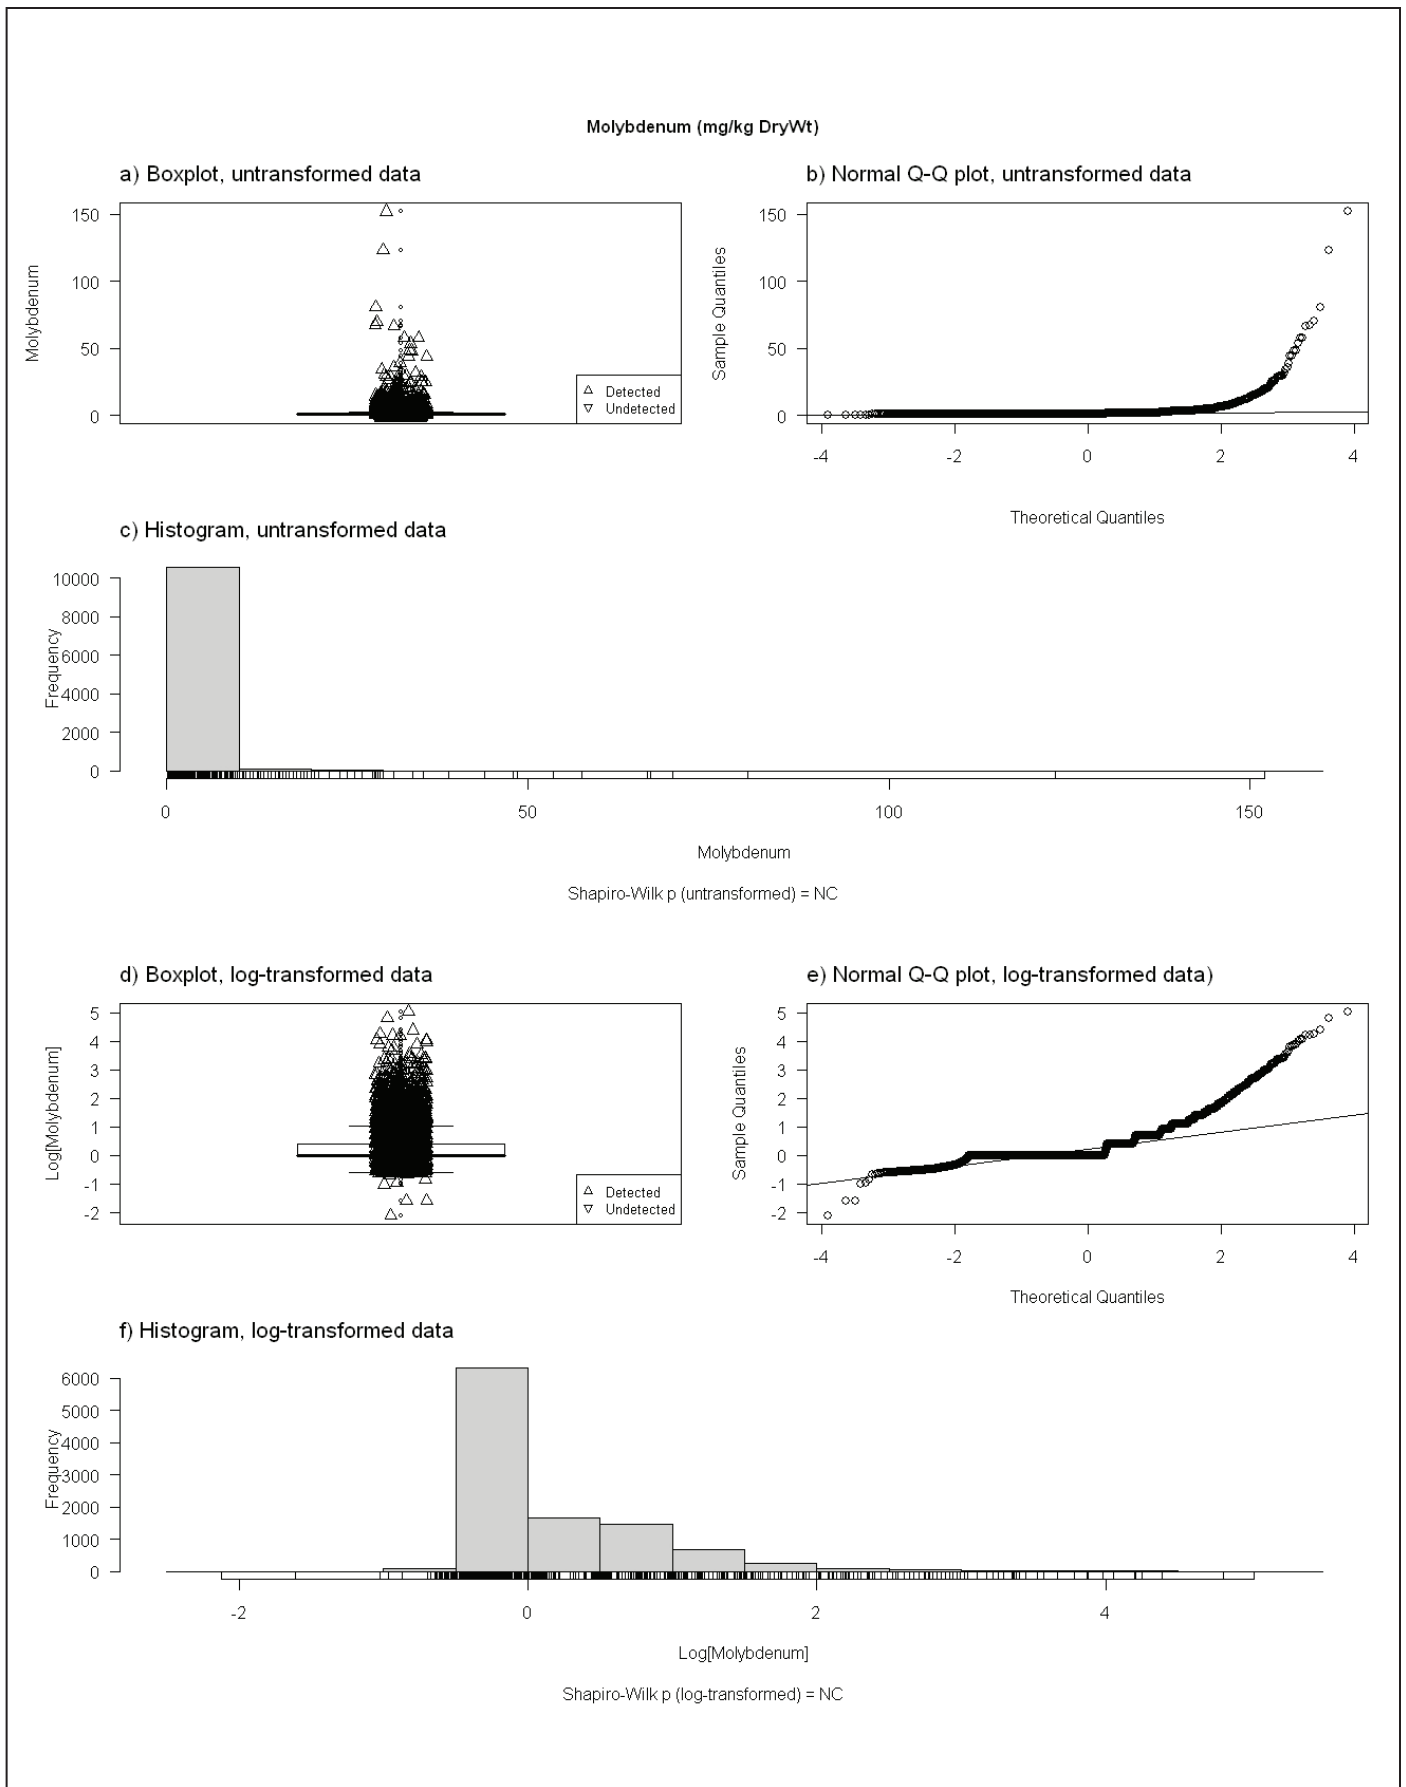 Molybdenum (mg/kg DryWt)
a) Boxplot, untransformed data
Molybdenum
150
100
50
0
Detected
Undetected
b) Normal Q-Q plot, untransformed data
Sample Quantiles
150
100
50
0
-4 -2 0 2 4
Theoretical Quantiles
c) Histogram, untransformed data
Frequency
10000
8000
6000
4000
2000
0
0 50 100 150
Molybdenum
Shapiro-Wilk p (untransformed) = NC
d) Boxplot, log-transformed data
Log[Molybdenum]
5
4
3
2
1
0
-1
-2
Detected
Undetected
e) Normal Q-Q plot, log-transformed data)
Sample Quantiles
5
4
3
2
1
0
-1
-2
-4 -2 0 2 4
Theoretical Quantiles
f) Histogram, log-transformed data
Frequency
6000
5000
4000
3000
2000
1000
0
-2 0 2 4
Log[Molybdenum]
Shapiro-Wilk p (log-transformed) = NC